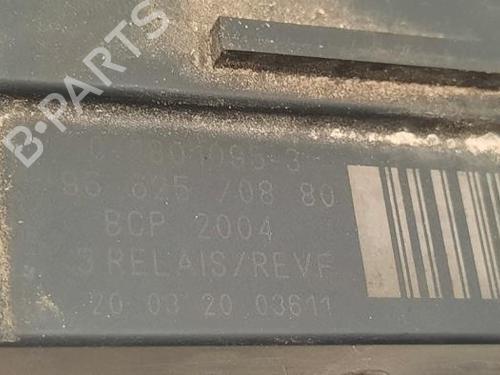 B-PARTS
96 625 708 80
BCP 2004
3 RELAIS/REVF
20 03 20 03611